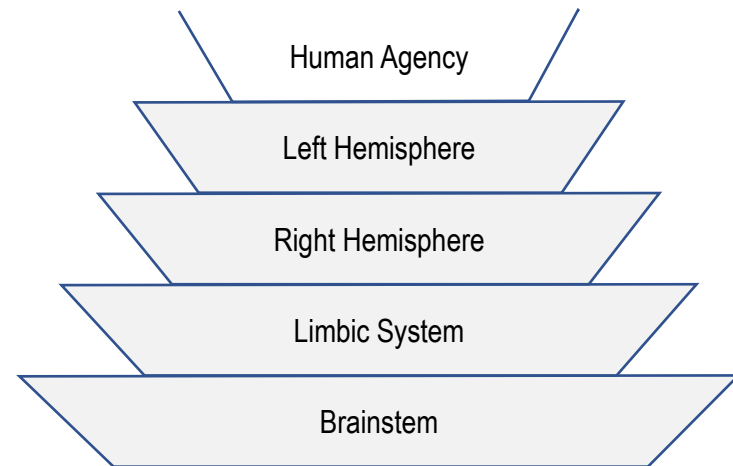 Human Agency
Left Hemisphere
Right Hemisphere
Limbic System
Brainstem